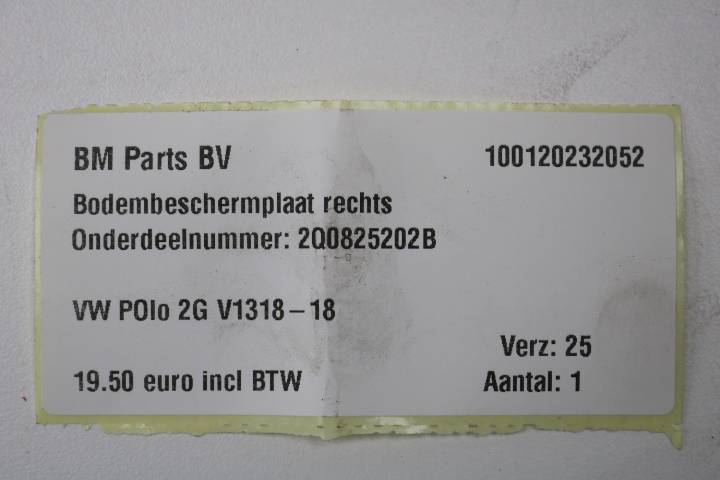 BM Parts BV 100120232052
Bodembeschermplaat rechts
Onderdeelnummer: 2Q0825202B
VW POlo 2G V1318-18
Verz: 25
19.50 euro incl BTW Aantal: 1